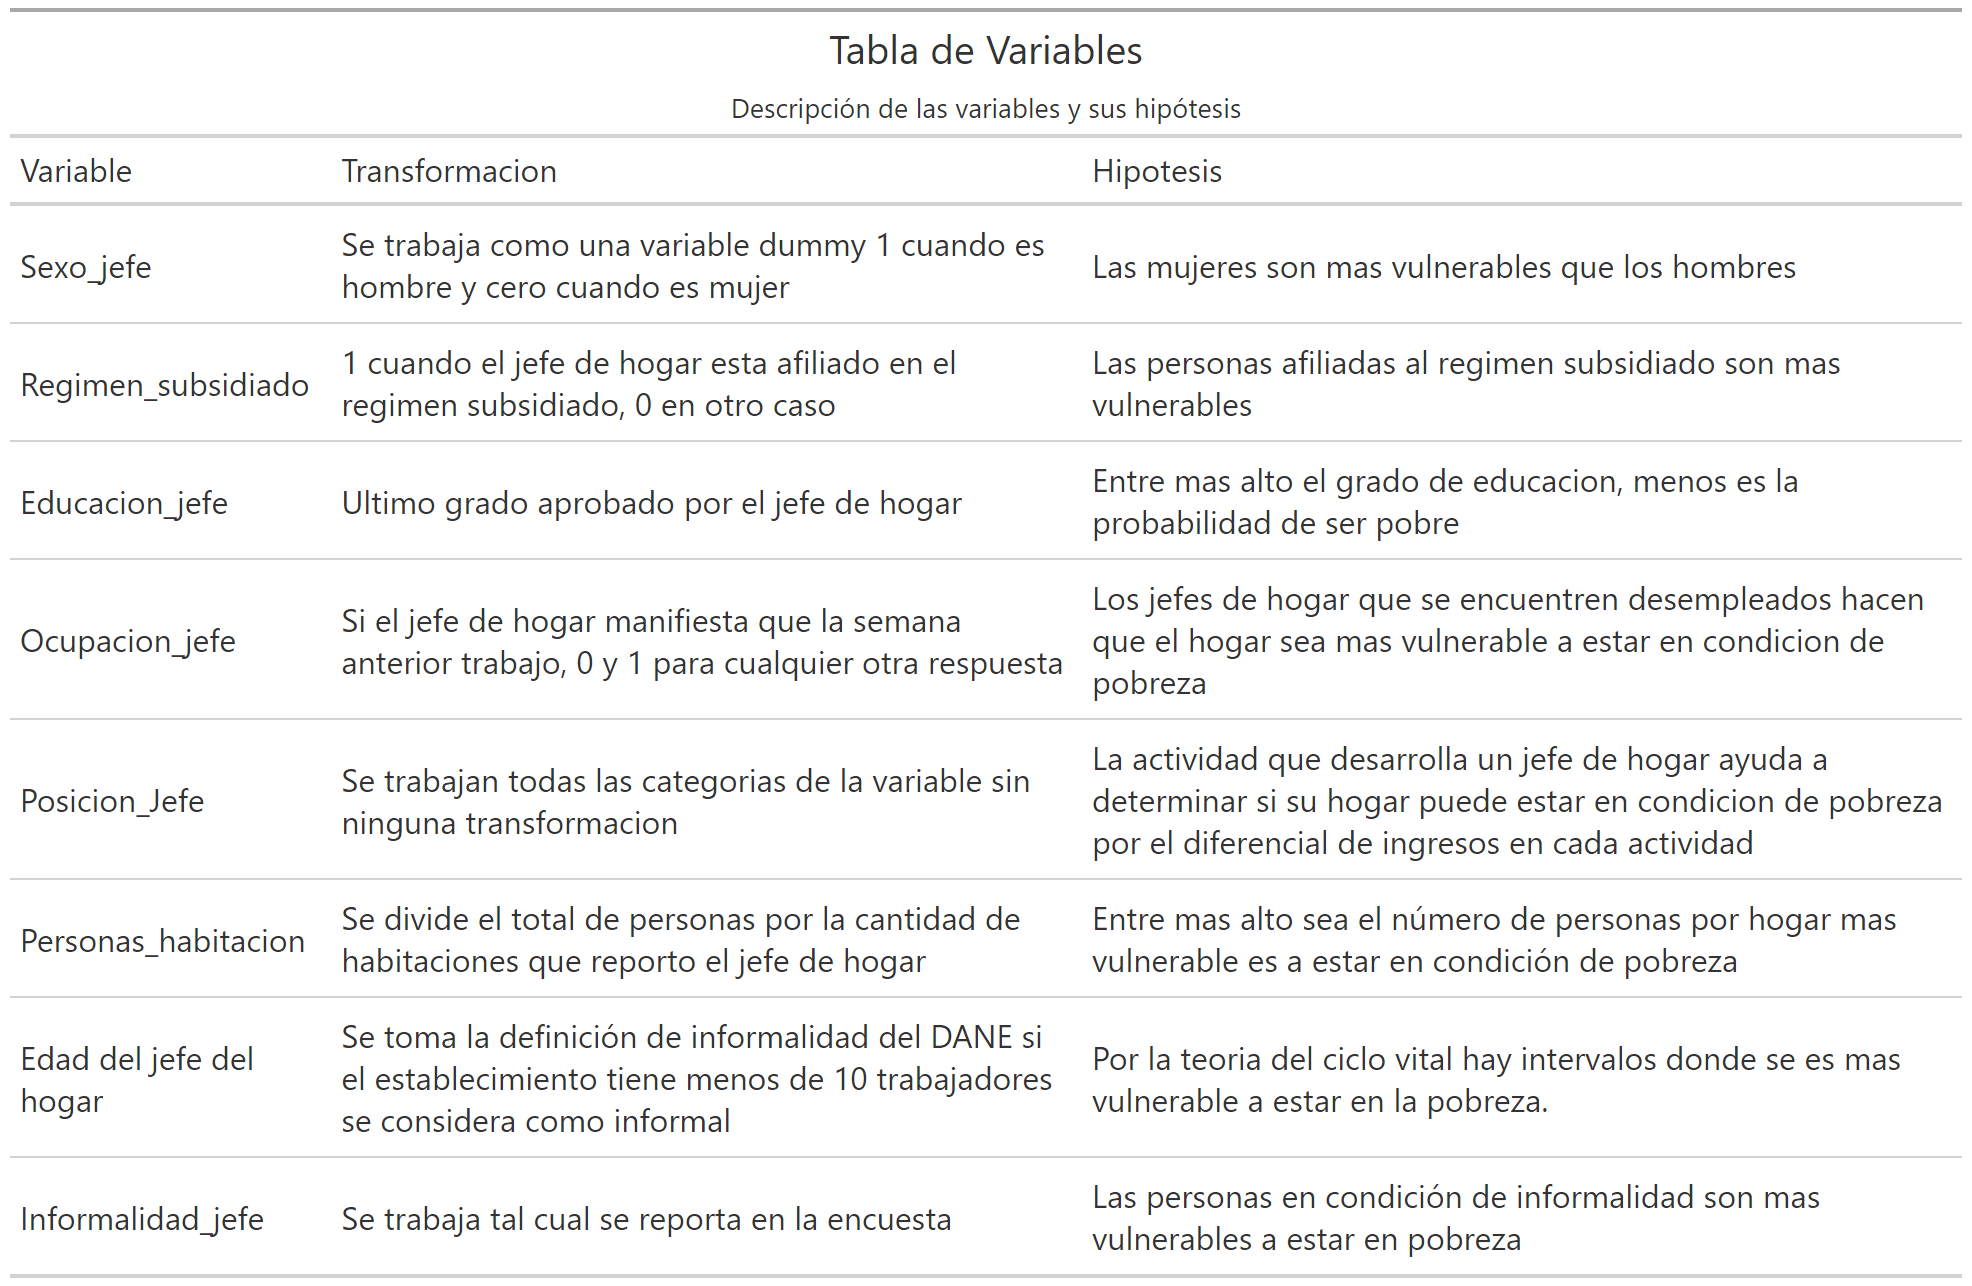 Tabla de Variables
Descripción de las variables y sus hipótesis
Variable Transformacion Hipotesis
Sexo_jefe
Se trabaja como una variable dummy 1 cuando es
hombre y cero cuando es mujer
Las mujeres son mas vulnerables que los hombres
Regimen_subsidiado
1 cuando el jefe de hogar esta afiliado en el
regimen subsidiado, 0 en otro caso
Las personas afiliadas al regimen subsidiado son mas
vulnerables
Educacion_jefe
Ultimo grado aprobado por el jefe de hogar
Entre mas alto el grado de educacion, menos es la
probabilidad de ser pobre
Ocupacion_jefe
Si el jefe de hogar manifiesta que la semana
anterior trabajo, 0 y 1 para cualquier otra respuesta
Los jefes de hogar que se encuentren desempleados hacen
que el hogar sea mas vulnerable a estar en condicion de
pobreza
Posicion_Jefe
Se trabajan todas las categorias de la variable sin
ninguna transformacion
La actividad que desarrolla un jefe de hogar ayuda a
determinar si su hogar puede estar en condicion de pobreza
por el diferencial de ingresos en cada actividad
Personas_habitacion
Se divide el total de personas por la cantidad de
habitaciones que reporto el jefe de hogar
Entre mas alto sea el número de personas por hogar mas
vulnerable es a estar en condición de pobreza
Edad del jefe del
hogar
Se toma la definición de informalidad del DANE si
el establecimiento tiene menos de 10 trabajadores
se considera como informal
Por la teoria del ciclo vital hay intervalos donde se es mas
vulnerable a estar en la pobreza.
Informalidad_jefe
Se trabaja tal cual se reporta en la encuesta
Las personas en condición de informalidad son mas
vulnerables a estar en pobreza